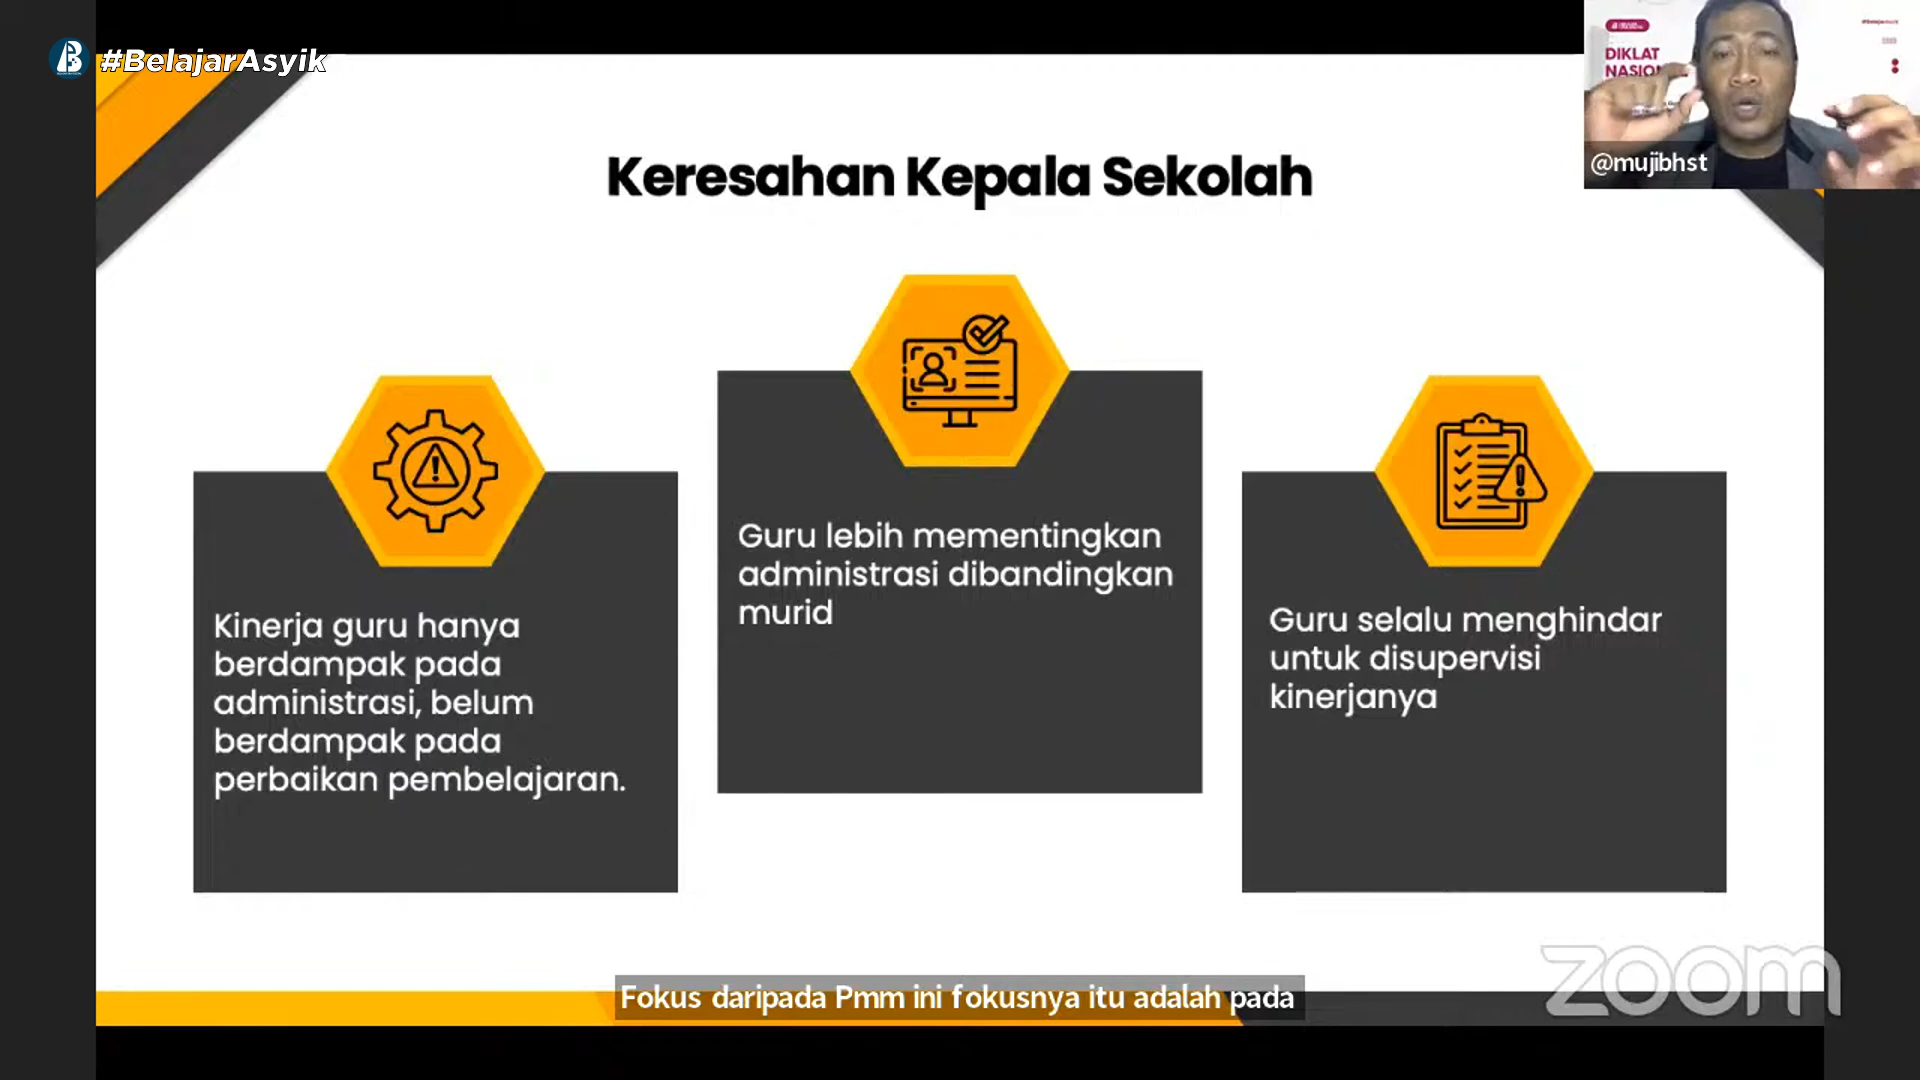 #BelajarAsyik
DIKLAT
@mujibhst
Keresahan Kepala Sekolah
Kinerja guru hanya
berdampak pada
administrasi, belum
berdampak pada
perbaikan pembelajaran.
Guru lebih mementingkan
administrasi dibandingkan
murid
Guru selalu menghindar
untuk disupervisi
kinerjanya
Fokus daripada Pmm ini fokusnya itu adalah pada
zoom